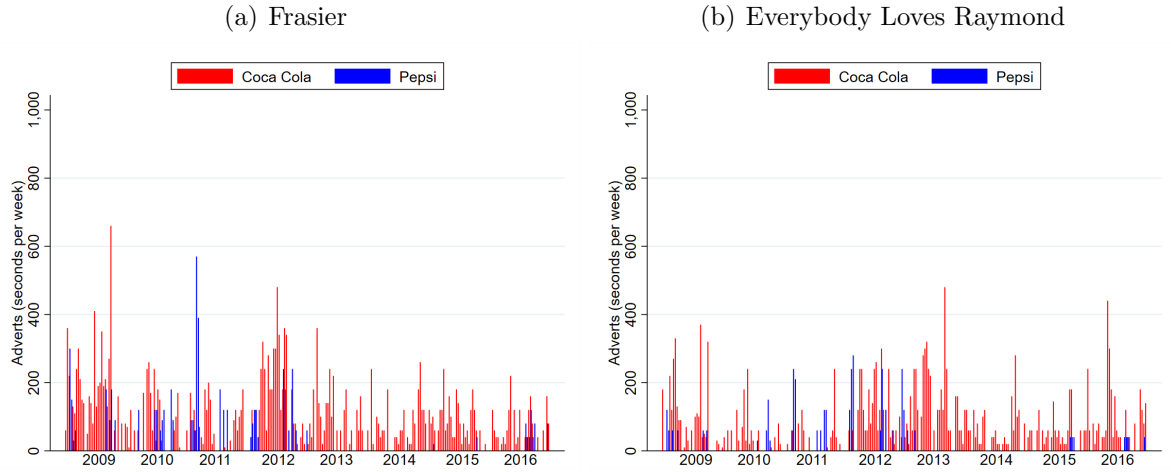 (a) Frasier
Coca Cola Pepsi
Adverts (seconds per week)
1,000
800
600
400
200
0
2009 2010 2011 2012 2013 2014 2015 2016
(b) Everybody Loves Raymond
Coca Cola Pepsi
Adverts (seconds per week)
1,000
800
600
400
200
0
2009 2010 2011 2012 2013 2014 2015 2016